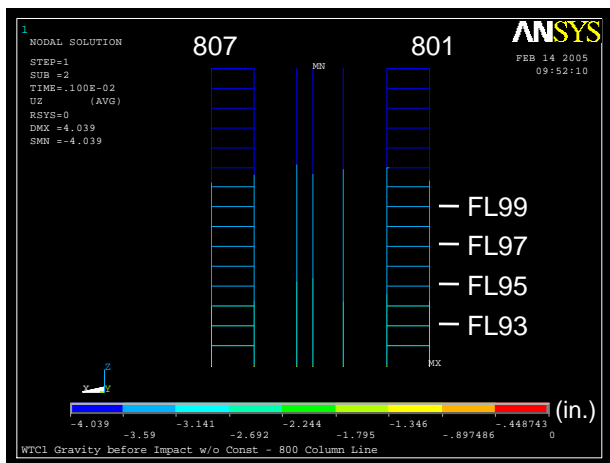 1
NODAL SOLUTION
STEP=1
SUB =2
TIME=.100E-02
UZ (AVG)
RSYS=0
DMX=4.039
SMN =-4.039
807
801
ANSYS
FEB 14 2005
09:52:10
MN
FL99
FL97
FL95
FL93
MX
Z
X Y
(in.)
-4.039 -3.141 -2.244 -1.346 -.448743
-3.59 -2.692 -1.795 -.897486 0
WTC1 Gravity before Impact w/o Const - 800 Column Line